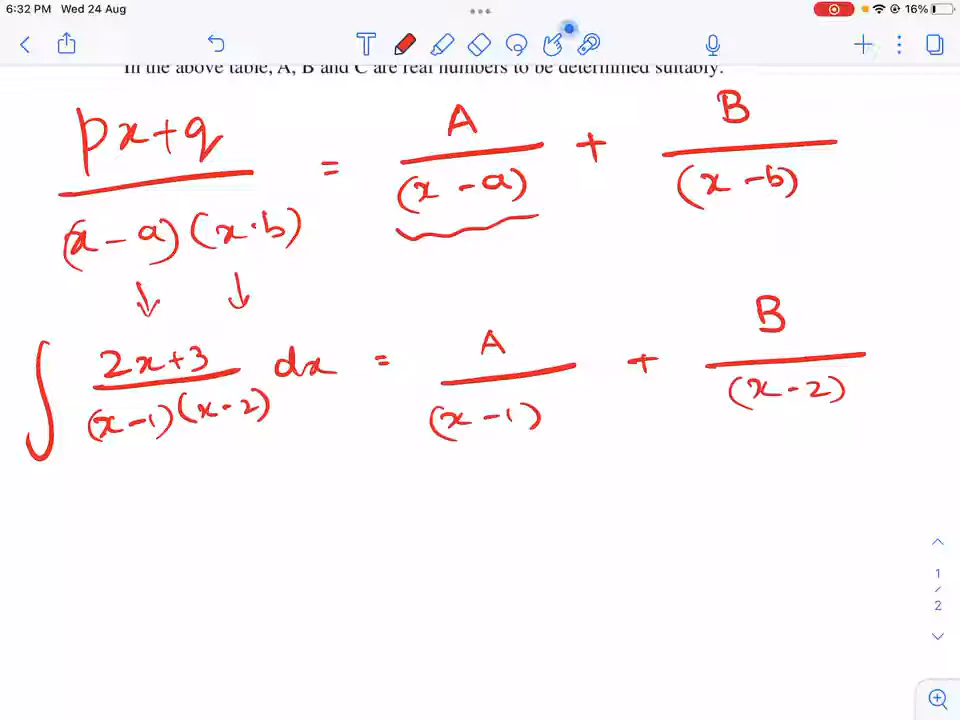 6:32 PM Wed 24 Aug 16%
In the above table, A, B and C are real numbers to be determined suitably.
px+q / (x-a)(x·b) = A / (x-a) + B / (x-b)
∫ 2x+3 / (x-1)(x-2) dx = A / (x-1) + B / (x-2)
1
/
2